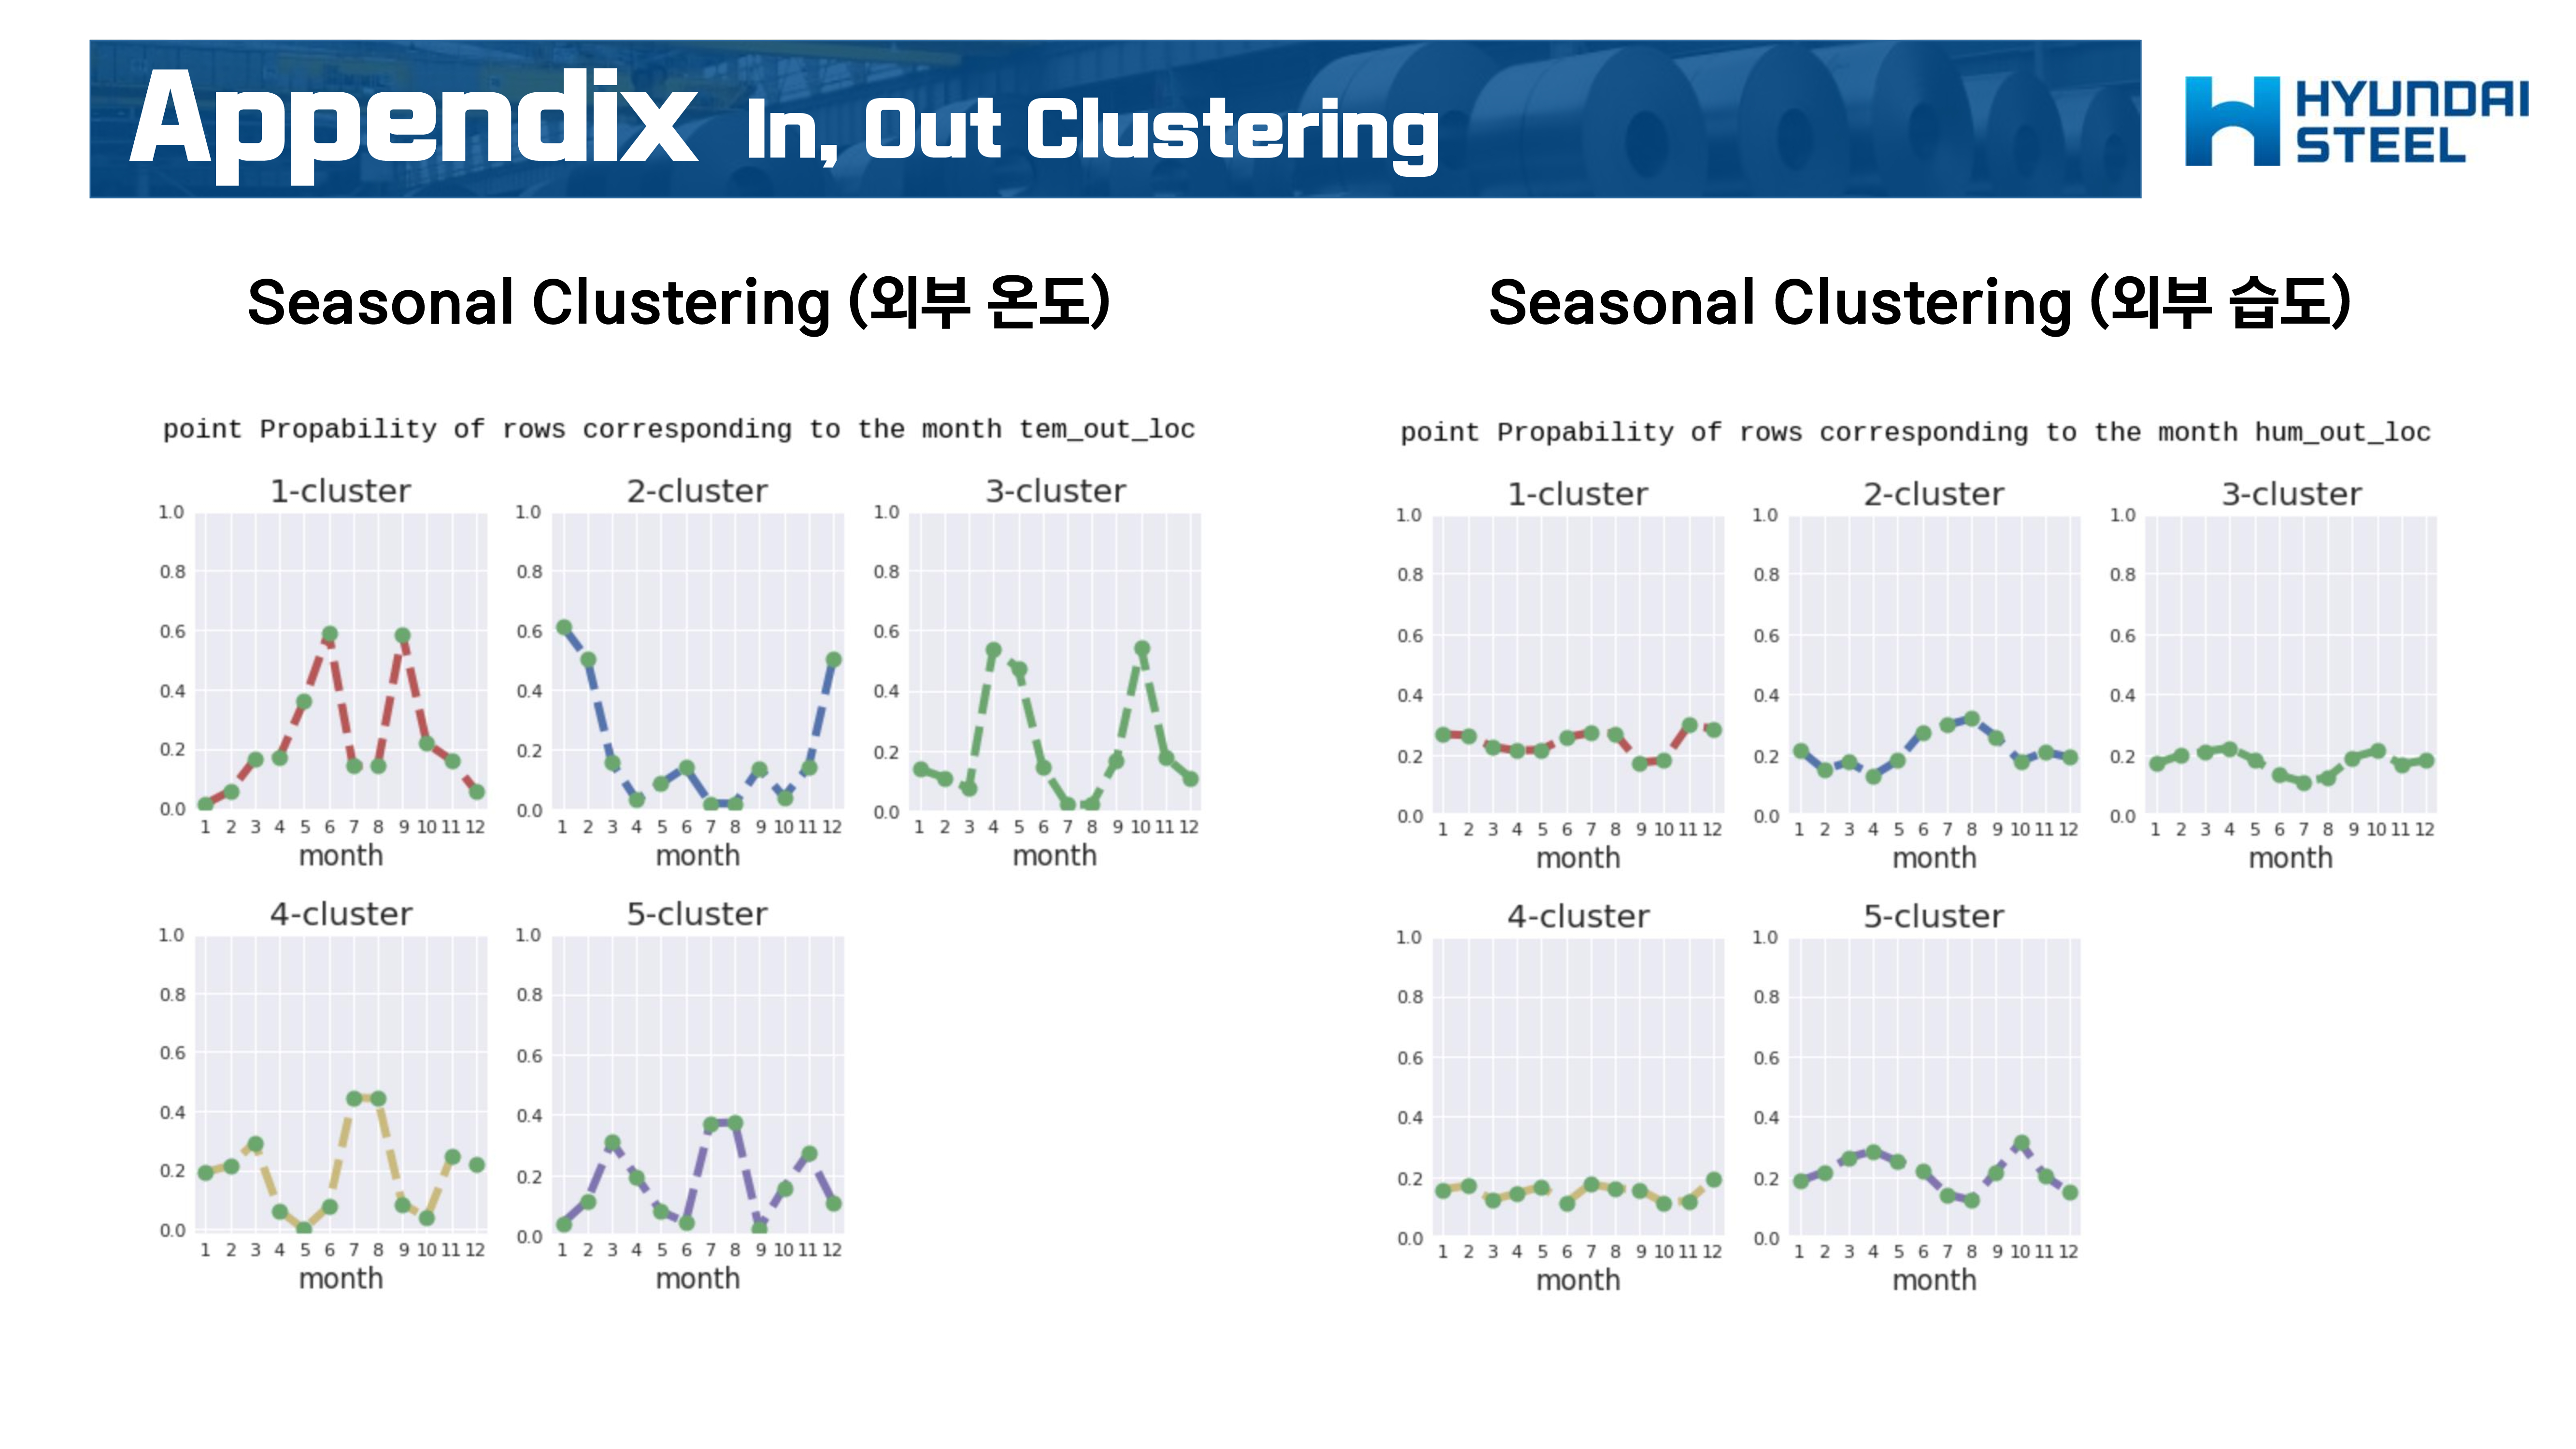 Appendix In, Out Clustering
HYUNDAI
STEEL
Seasonal Clustering (외부 온도)
point Propability of rows corresponding to the month tem_out_loc
1-cluster
1.0
0.8
0.6
0.4
0.2
0.0
1 2 3 4 5 6 7 8 9 10 11 12
month
2-cluster
1.0
0.8
0.6
0.4
0.2
0.0
1 2 3 4 5 6 7 8 9 10 11 12
month
3-cluster
1.0
0.8
0.6
0.4
0.2
0.0
1 2 3 4 5 6 7 8 9 10 11 12
month
4-cluster
1.0
0.8
0.6
0.4
0.2
0.0
1 2 3 4 5 6 7 8 9 10 11 12
month
5-cluster
1.0
0.8
0.6
0.4
0.2
0.0
1 2 3 4 5 6 7 8 9 10 11 12
month
Seasonal Clustering (외부 습도)
point Propability of rows corresponding to the month hum_out_loc
1-cluster
1.0
0.8
0.6
0.4
0.2
0.0
1 2 3 4 5 6 7 8 9 10 11 12
month
2-cluster
1.0
0.8
0.6
0.4
0.2
0.0
1 2 3 4 5 6 7 8 9 10 11 12
month
3-cluster
1.0
0.8
0.6
0.4
0.2
0.0
1 2 3 4 5 6 7 8 9 10 11 12
month
4-cluster
1.0
0.8
0.6
0.4
0.2
0.0
1 2 3 4 5 6 7 8 9 10 11 12
month
5-cluster
1.0
0.8
0.6
0.4
0.2
0.0
1 2 3 4 5 6 7 8 9 10 11 12
month